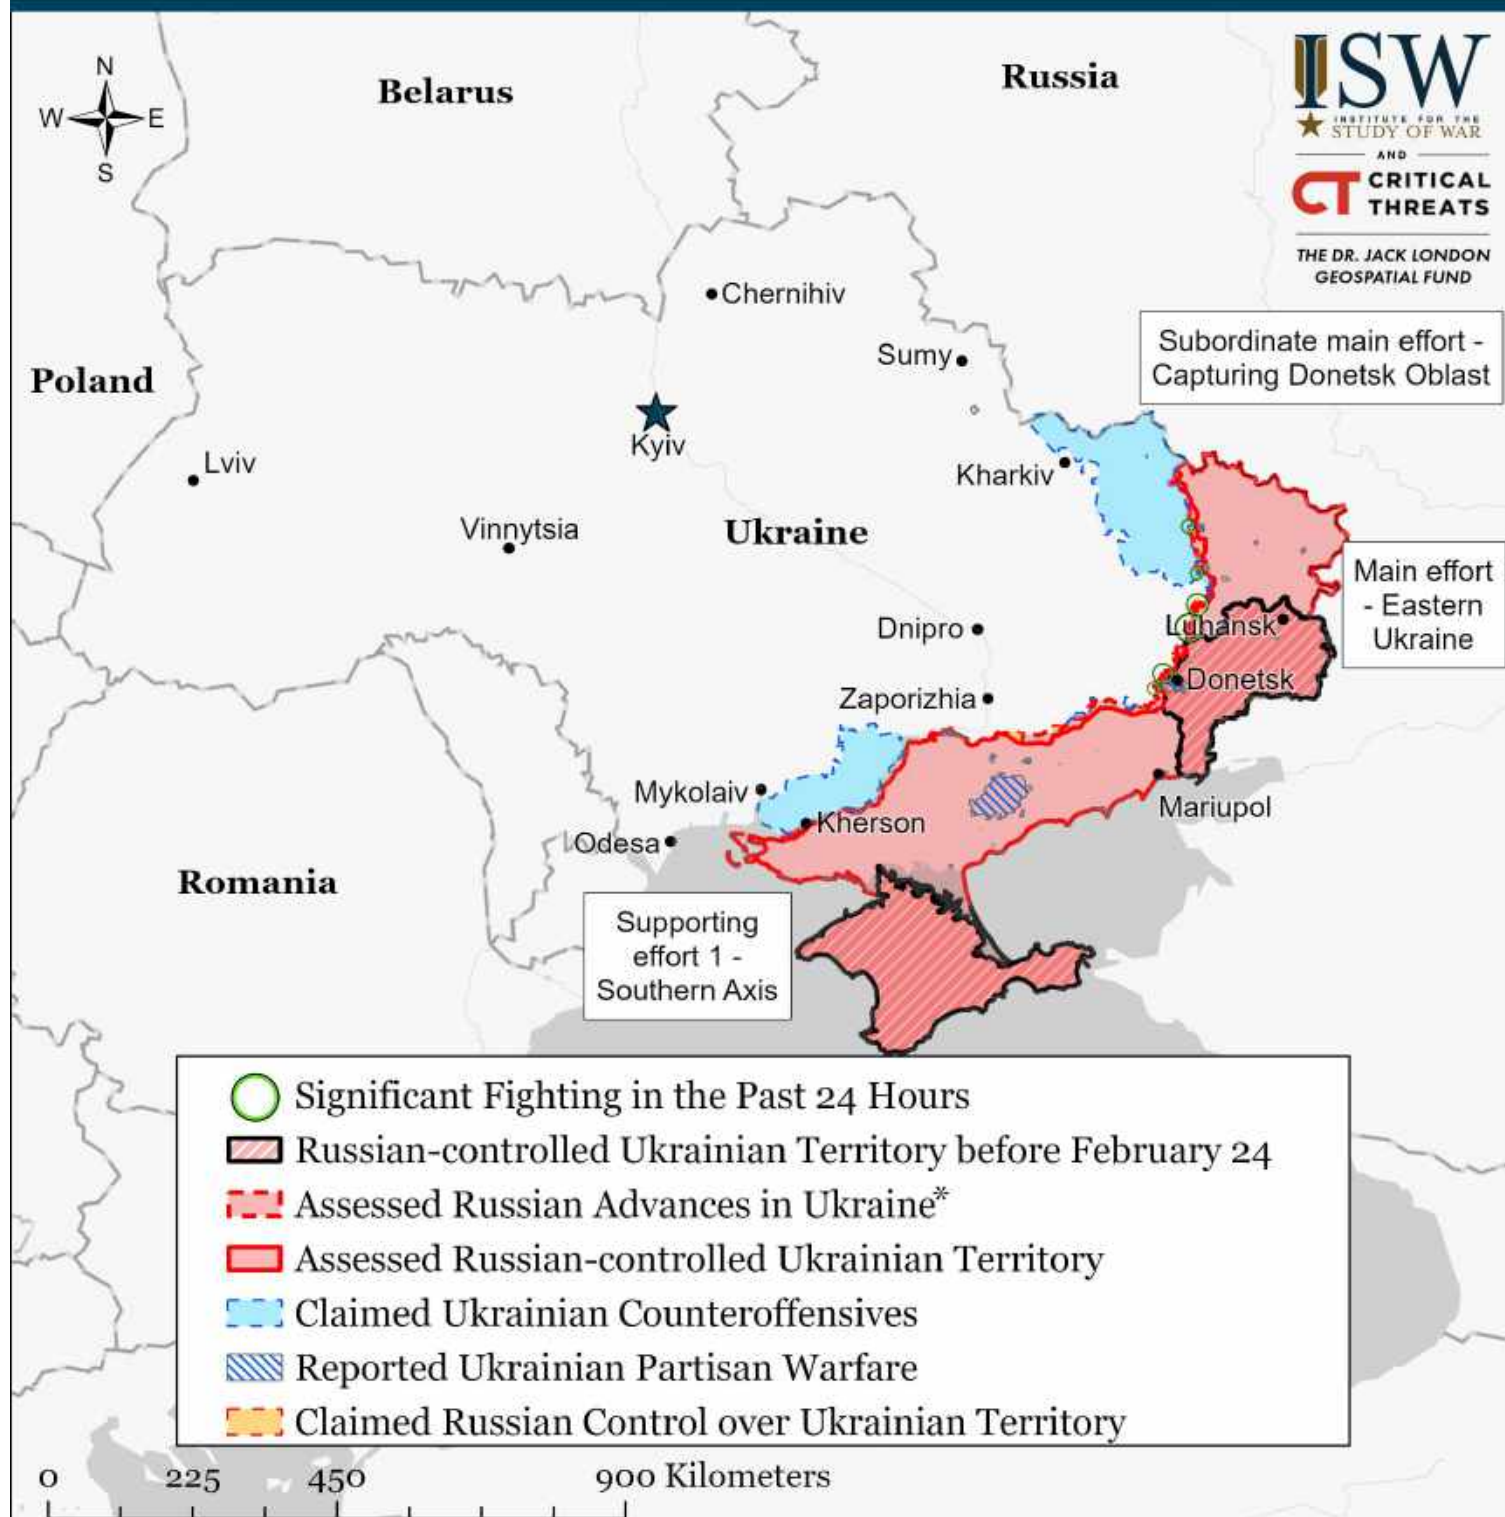 N
W E
S
Belarus
Russia
ISW
INSTITUTE FOR THE
STUDY OF WAR
AND
CT CRITICAL
THREATS
THE DR. JACK LONDON
GEOSPATIAL FUND
Chernihiv
Subordinate main effort -
Capturing Donetsk Oblast
Sumy
Poland
Kyiv
Lviv
Kharkiv
Vinnytsia
Ukraine
Main effort
- Eastern
Ukraine
Dnipro
Luhansk
Donetsk
Zaporizhia
Mykolaiv
Mariupol
Kherson
Odesa
Romania
Supporting
effort 1 -
Southern Axis
Significant Fighting in the Past 24 Hours
Russian-controlled Ukrainian Territory before February 24
Assessed Russian Advances in Ukraine*
Assessed Russian-controlled Ukrainian Territory
Claimed Ukrainian Counteroffensives
Reported Ukrainian Partisan Warfare
Claimed Russian Control over Ukrainian Territory
0 225 450 900 Kilometers